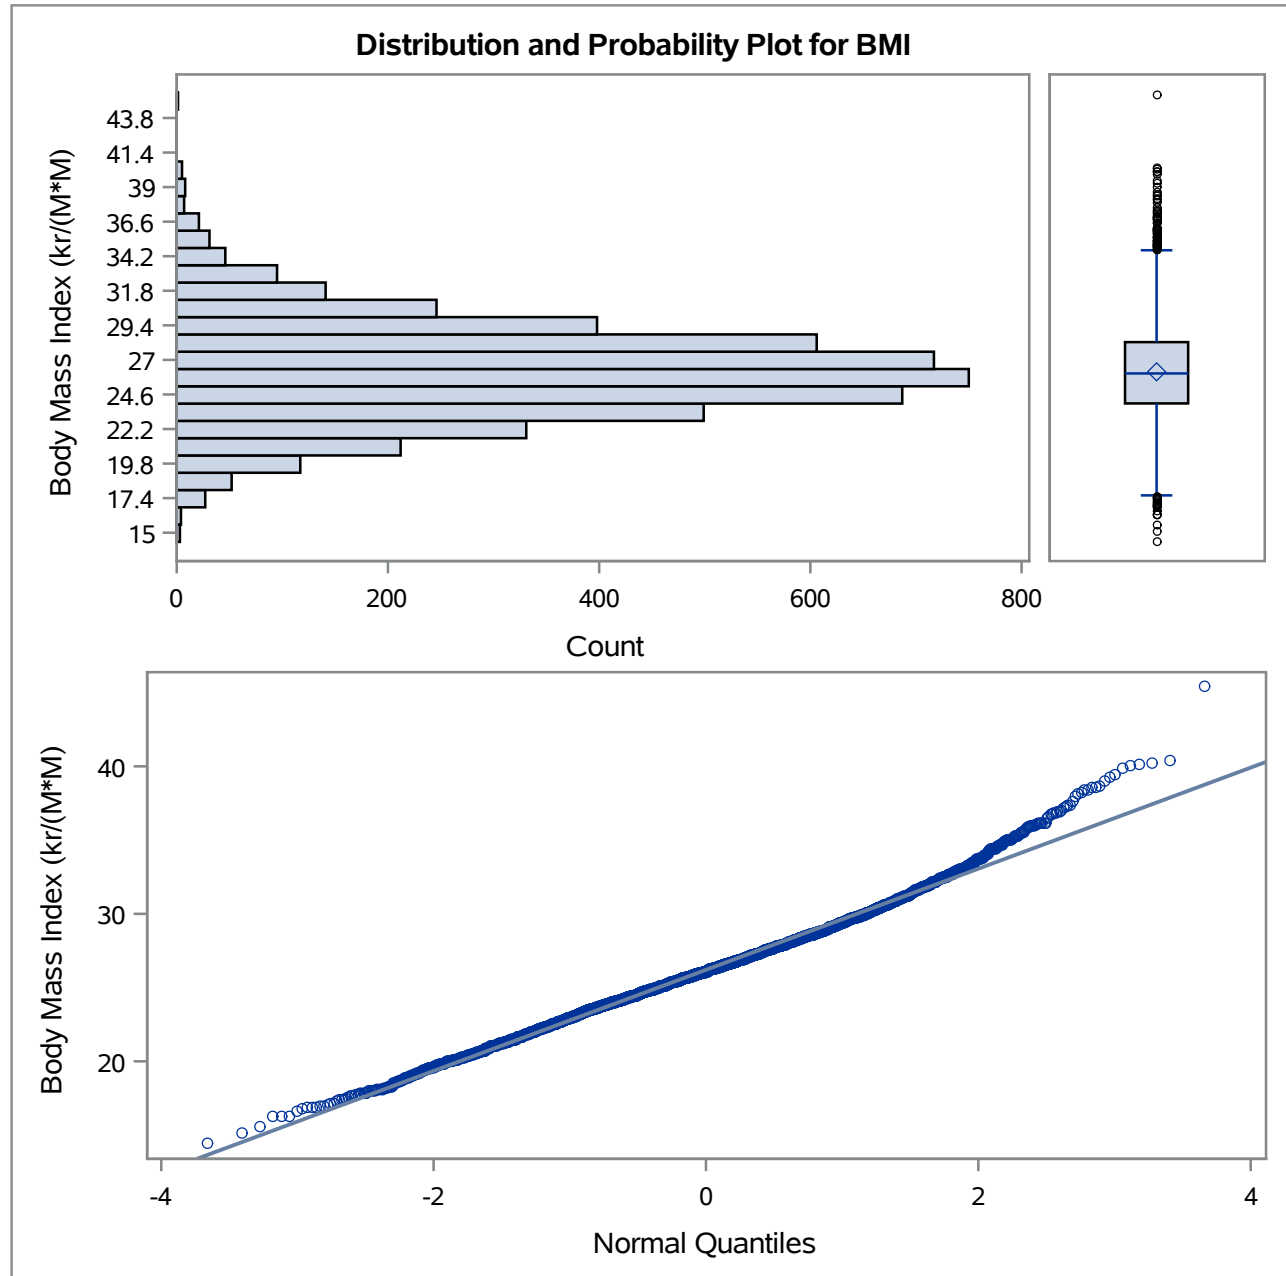 Distribution and Probability Plot for BMI
Body Mass Index (kr/(M*M)
43.8
41.4
39
36.6
34.2
31.8
29.4
27
24.6
22.2
19.8
17.4
15
0 200 400 600 800
Count
Body Mass Index (kr/(M*M)
40
30
20
-4 -2 0 2 4
Normal Quantiles